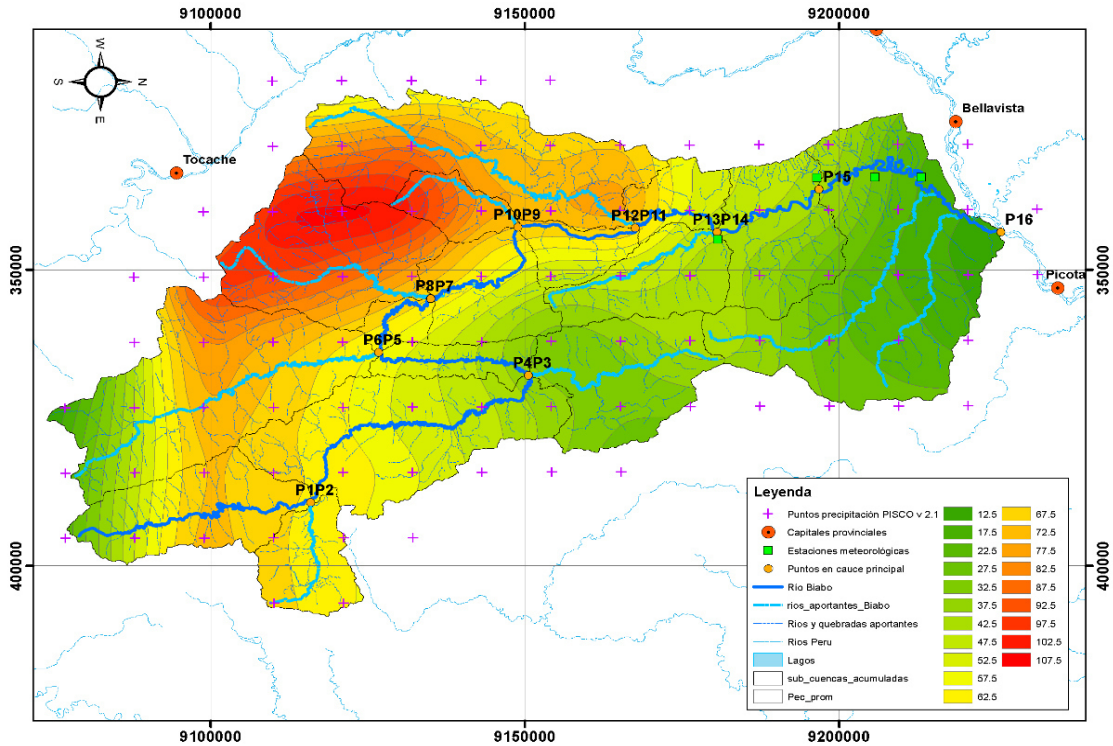 9100000 9150000 9200000
W
S N
E
Bellavista
Tocache
P15
P10P9 P12P11 P13P14 P16
350000 350000
P8P7 Picota
P6P5
P4P3
P1P2
400000 400000
Leyenda
Puntos precipitación PISCO v 2.1
Capitales provinciales
Estaciones meteorológicas
Puntos en cauce principal
Rio Biabo
rios_aportantes_Biabo
Rios y quebradas aportantes
Rios Peru
Lagos
sub_cuencas_acumuladas
Pec_prom
12.5
17.5
22.5
27.5
32.5
37.5
42.5
47.5
52.5
57.5
62.5
67.5
72.5
77.5
82.5
87.5
92.5
97.5
102.5
107.5
9100000 9150000 9200000